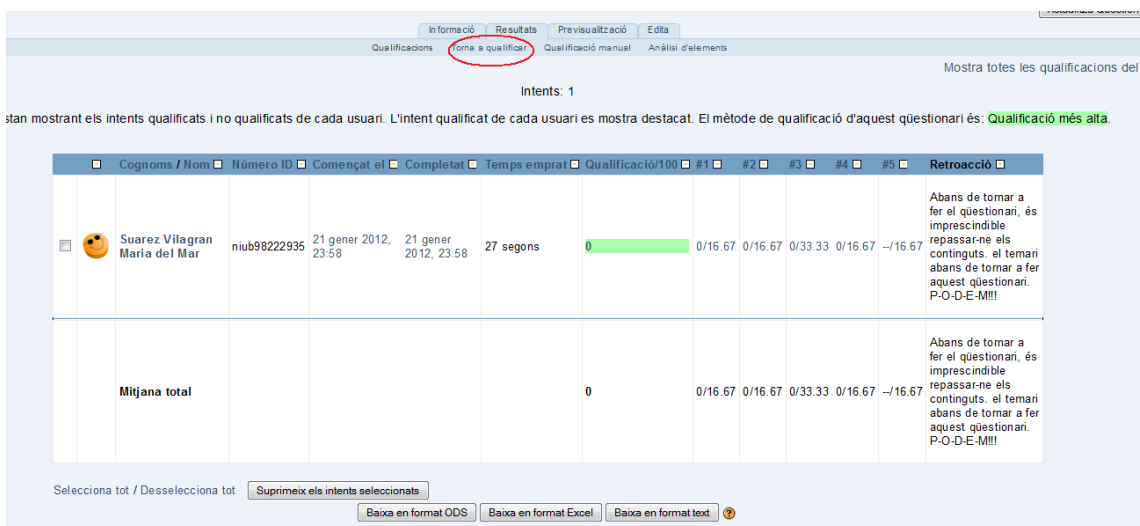 Informació Resultats Previsualització Edita
Qualificacions Torna a qualificar Qualificació manual Anàlisi d'elements
Mostra totes les qualificacions del
Intents: 1
stan mostrant els intents qualificats i no qualificats de cada usuari. L'intent qualificat de cada usuari es mostra destacat. El mètode de qualificació d'aquest qüestionari és: Qualificació més alta.
Cognoms / Nom Número ID Començat el Completat Temps emprat Qualificació/100 #1 #2 #3 #4 #5 Retroacció
Suarez Vilagran
Maria del Mar
niub98222935
21 gener 2012,
23:58
21 gener
2012, 23:58
27 segons
0
0/16.67 0/16.67 0/33.33 0/16.67 --/16.67
Abans de tornar a
fer el qüestionari, és
imprescindible
repassar-ne els
continguts. el temari
abans de tornar a fer
aquest qüestionari.
P-O-D-E-M!!!
Mitjana total
0
0/16.67 0/16.67 0/33.33 0/16.67 --/16.67
Abans de tornar a
fer el qüestionari, és
imprescindible
repassar-ne els
continguts. el temari
abans de tornar a fer
aquest qüestionari.
P-O-D-E-M!!!
Selecciona tot / Desselecciona tot Suprimeix els intents seleccionats
Baixa en format ODS Baixa en format Excel Baixa en format text ?